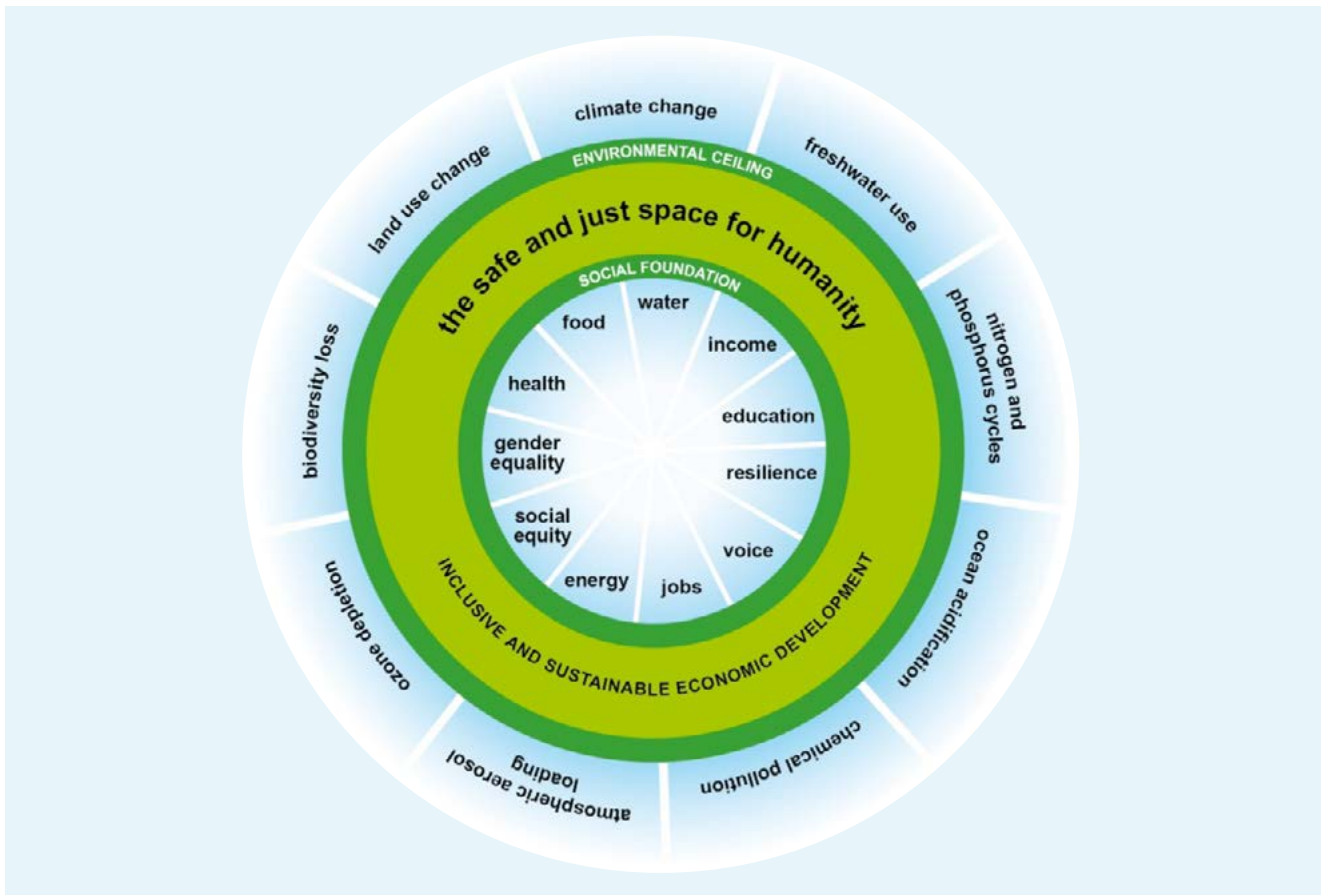 climate change
freshwater use
nitrogen and
phosphorus cycles
ocean acidification
chemical pollution
atmospheric aerosol
loading
ozone depletion
biodiversity loss
land use change
ENVIRONMENTAL CEILING
the safe and just space for humanity
SOCIAL FOUNDATION
water
income
education
resilience
voice
jobs
energy
social
equity
gender
equality
health
food
INCLUSIVE AND SUSTAINABLE ECONOMIC DEVELOPMENT